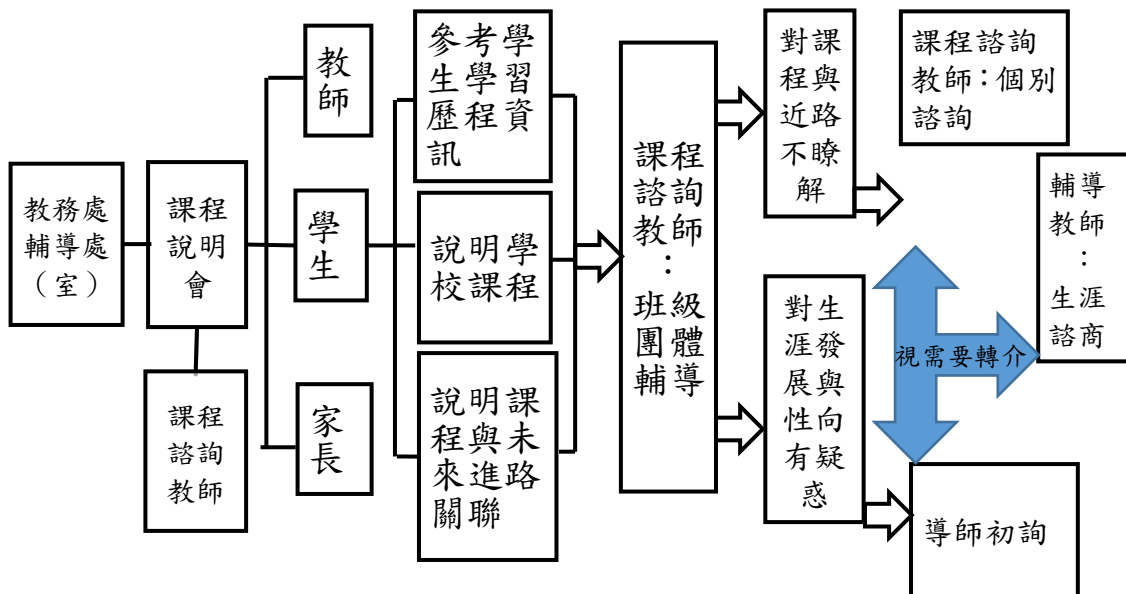 教務處
輔導處
（室）
課程
說明
會
課程
諮詢
教師
教
師
學
生
家
長
參考學
生學習
歷程資
訊
說明學
校課程
說明課
程與未
來進路
關聯
課程
諮詢
教師
：
班級
團體
輔導
對課
程與
近路
不瞭
解
對生
涯發
展與
性向
有疑
惑
課程諮詢
教師：個別
諮詢
輔導
教師
：
生涯
諮商
視需要轉介
導師初詢